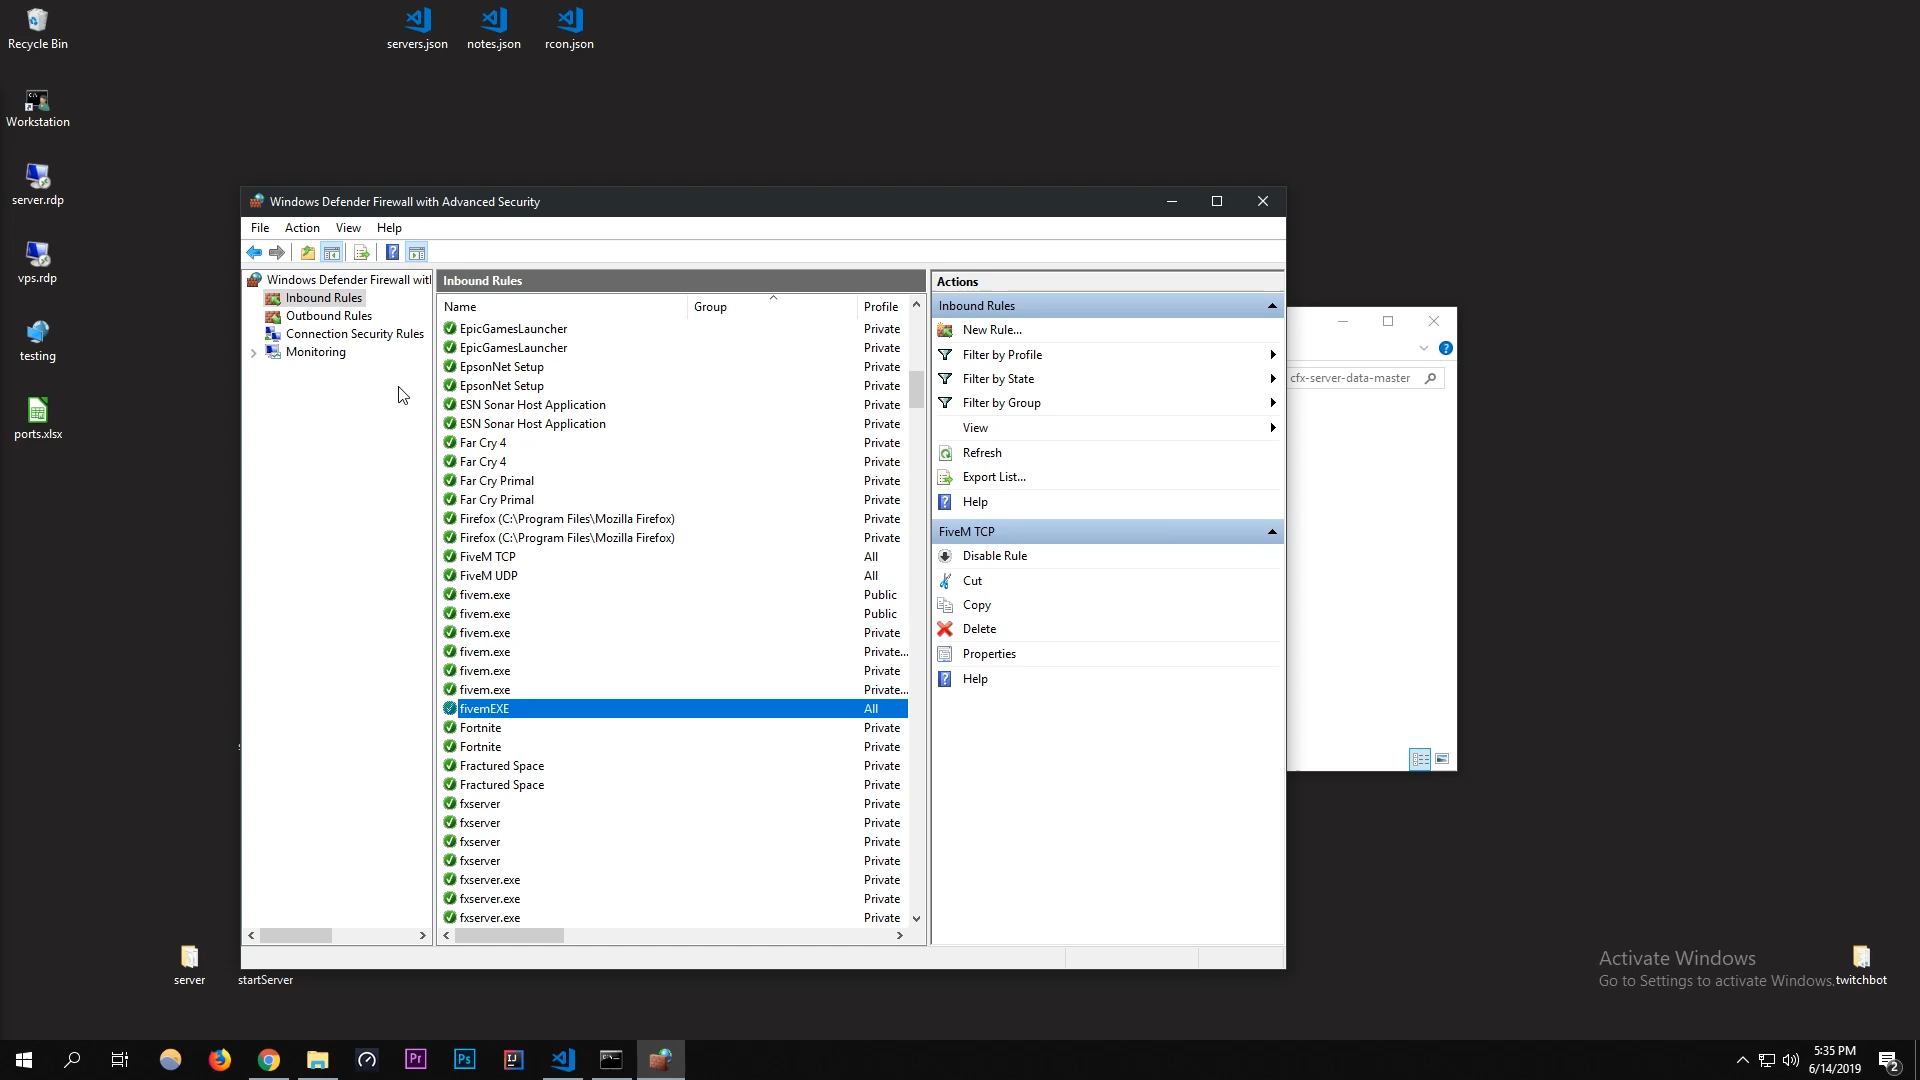 Recycle Bin
servers.json
notes.json
rcon.json
Workstation
server.rdp
vps.rdp
testing
ports.xlsx
Windows Defender Firewall with Advanced Security
File Action View Help
Windows Defender Firewall wit
Inbound Rules
Outbound Rules
Connection Security Rules
Monitoring
Inbound Rules
Name Group Profile
EpicGamesLauncher Private
EpicGamesLauncher Private
EpsonNet Setup Private
EpsonNet Setup Private
ESN Sonar Host Application Private
ESN Sonar Host Application Private
Far Cry 4 Private
Far Cry 4 Private
Far Cry Primal Private
Far Cry Primal Private
Firefox (C:\Program Files\Mozilla Firefox) Private
Firefox (C:\Program Files\Mozilla Firefox) Private
FiveM TCP All
FiveM UDP All
fivem.exe Public
fivem.exe Public
fivem.exe Private
fivem.exe Private...
fivem.exe Private
fivem.exe Private...
fivemEXE All
Fortnite Private
Fortnite Private
Fractured Space Private
Fractured Space Private
fxserver Private
fxserver Private
fxserver Private
fxserver Private
fxserver.exe Private
fxserver.exe Private
fxserver.exe Private
Actions
Inbound Rules
New Rule...
Filter by Profile
Filter by State
Filter by Group
View
Refresh
Export List...
Help
FiveM TCP
Disable Rule
Cut
Copy
Delete
Properties
Help
cfx-server-data-master
server
startServer
Activate Windows
Go to Settings to activate Windows.
twitchbot
Pr
Ps
IJ
5:35 PM
6/14/2019
2